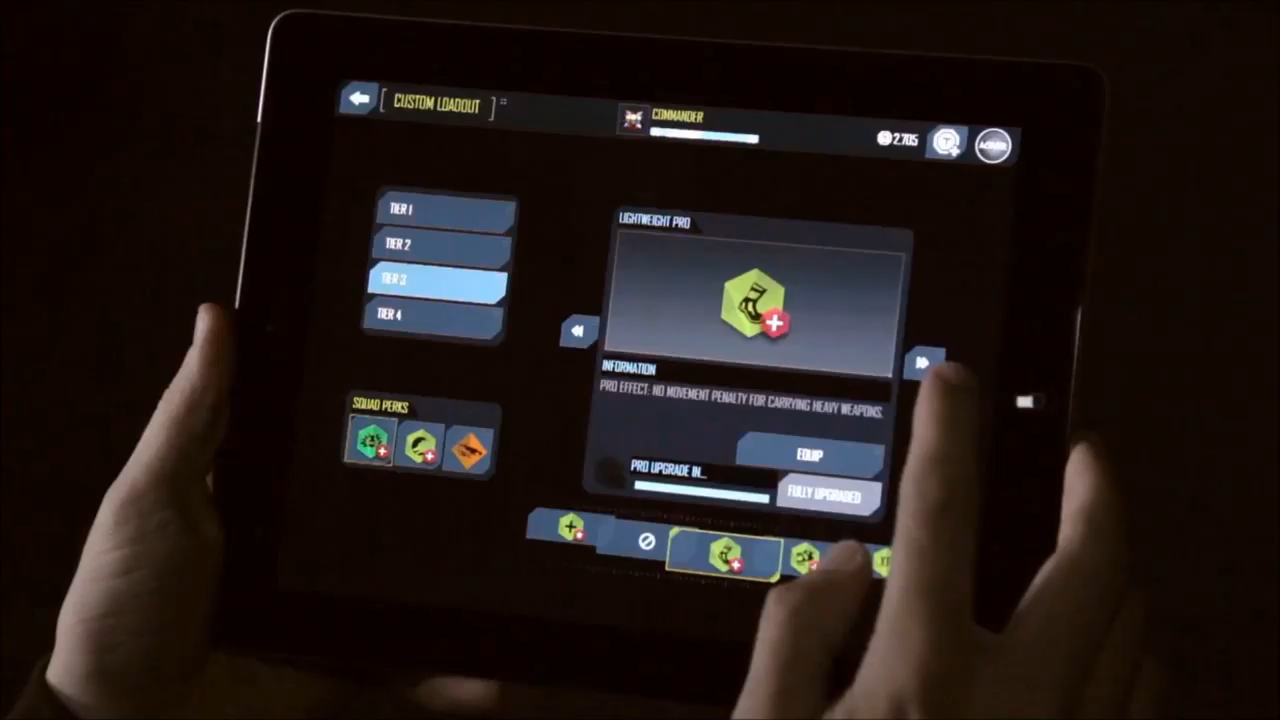 CUSTOM LOADOUT
COMMANDER
2,705
TIER 1
TIER 2
TIER 3
TIER 4
SQUAD PERKS
LIGHTWEIGHT PRO
INFORMATION
PRO EFFECT: NO MOVEMENT PENALTY FOR CARRYING HEAVY WEAPONS.
EQUIP
PRO UPGRADE IN...
FULLY UPGRADED